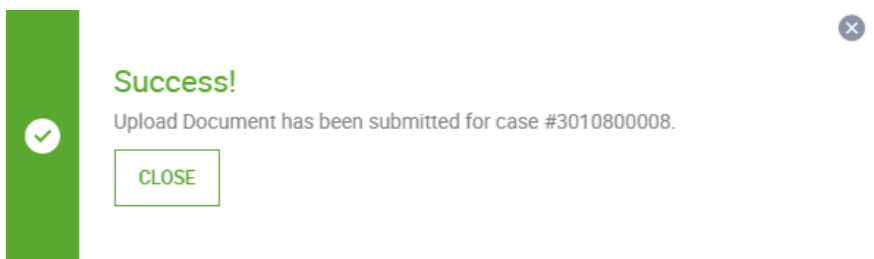 Success!
Upload Document has been submitted for case #3010800008.
CLOSE